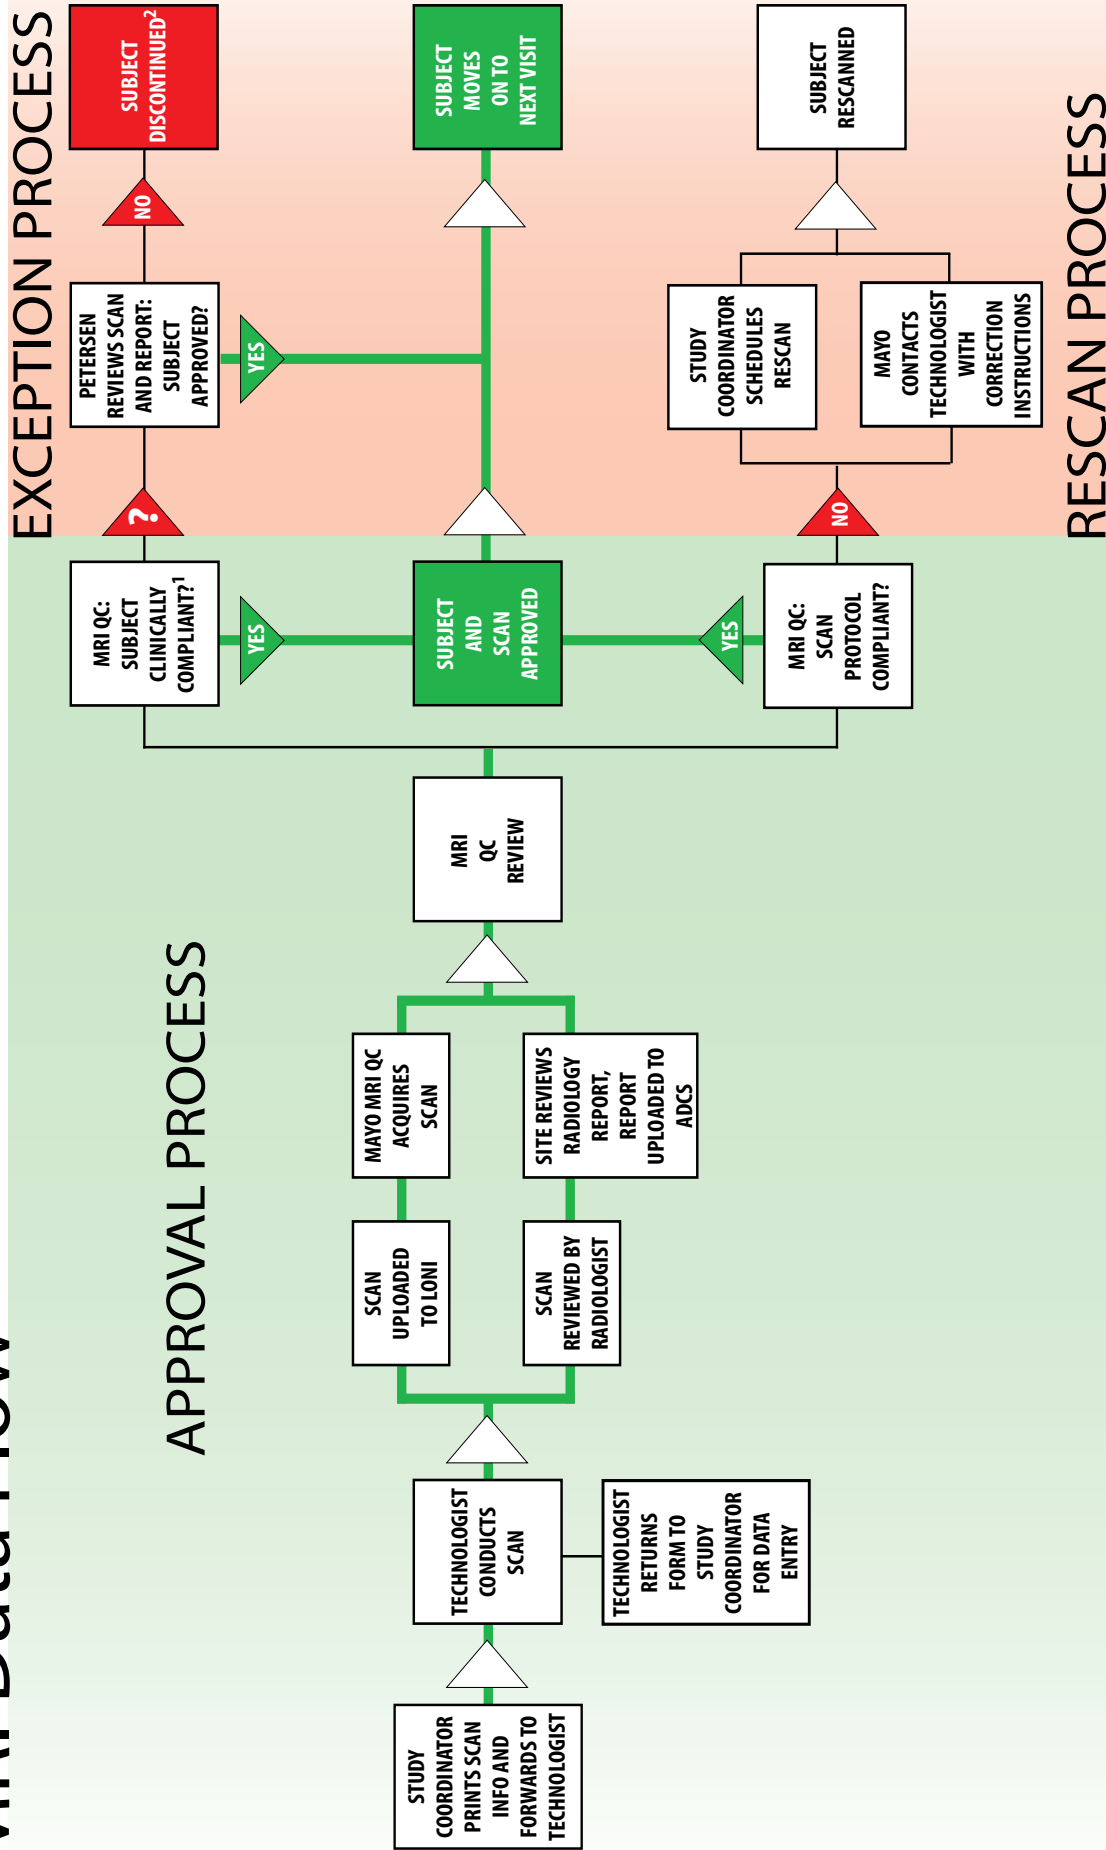 Data Flow
APPROVAL PROCESS
EXCEPTION PROCESS
RESCAN PROCESS
STUDY
COORDINATOR
PRINTS SCAN
INFO AND
FORWARDS TO
TECHNOLOGIST
TECHNOLOGIST
CONDUCTS
SCAN
TECHNOLOGIST
RETURNS
FORM TO
STUDY
COORDINATOR
FOR DATA
ENTRY
SCAN
UPLOADED
TO LONI
MAYO MRI QC
ACQUIRES
SCAN
SCAN
REVIEWED BY
RADIOLOGIST
SITE REVIEWS
RADIOLOGY
REPORT,
REPORT
UPLOADED TO
ADCS
MRI
QC
REVIEW
MRI QC:
SUBJECT
CLINICALLY
COMPLIANT?¹
YES
?
SUBJECT
AND
SCAN
APPROVED
YES
MRI QC:
SCAN
PROTOCOL
COMPLIANT?
NO
PETERSEN
REVIEWS SCAN
AND REPORT:
SUBJECT
APPROVED?
YES
NO
SUBJECT
DISCONTINUED²
SUBJECT
MOVES
ON TO
NEXT VISIT
STUDY
COORDINATOR
SCHEDULES
RESCAN
MAYO
CONTACTS
TECHNOLOGIST
WITH
CORRECTION
INSTRUCTIONS
SUBJECT
RESCANNED